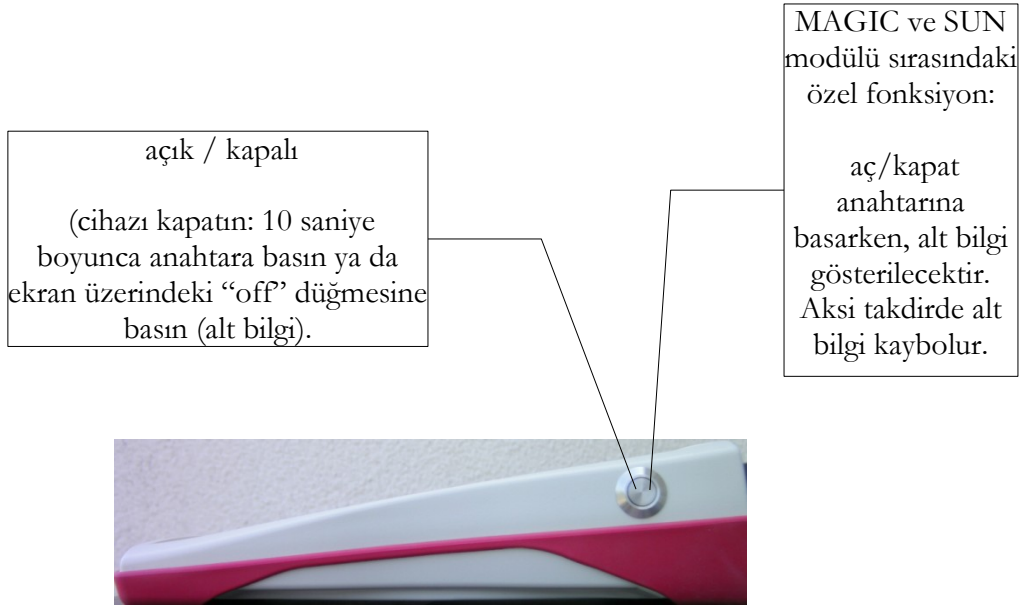 açık / kapalı
(cihazı kapatın: 10 saniye
boyunca anahtara basın ya da
ekran üzerindeki “off” düğmesine
basın (alt bilgi).
MAGIC ve SUN
modülü sırasındaki
özel fonksiyon:
aç/kapat
anahtarına
basarken, alt bilgi
gösterilecektir.
Aksi takdirde alt
bilgi kaybolur.